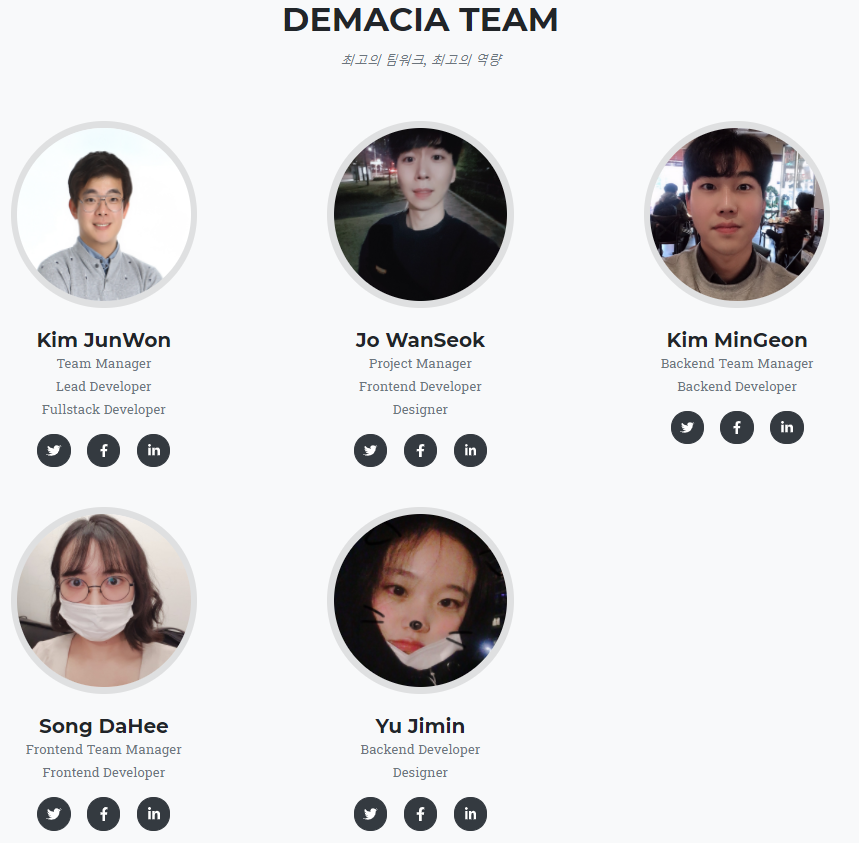 DEMACIA TEAM
최고의 팀워크, 최고의 역량
Kim JunWon
Team Manager
Lead Developer
Fullstack Developer
Jo WanSeok
Project Manager
Frontend Developer
Designer
Kim MinGeon
Backend Team Manager
Backend Developer
Song DaHee
Frontend Team Manager
Frontend Developer
Yu Jimin
Backend Developer
Designer